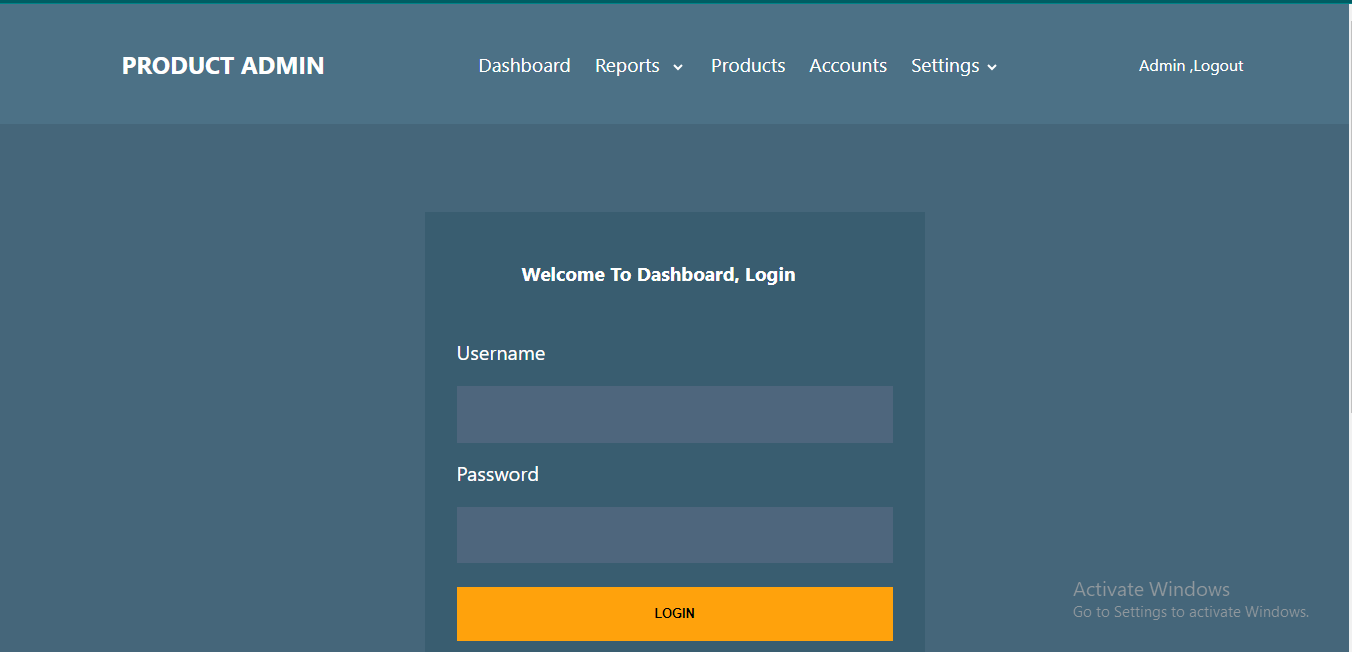 PRODUCT ADMIN Dashboard Reports Products Accounts Settings Admin ,Logout
Welcome To Dashboard, Login
Username
Password
LOGIN
Activate Windows
Go to Settings to activate Windows.